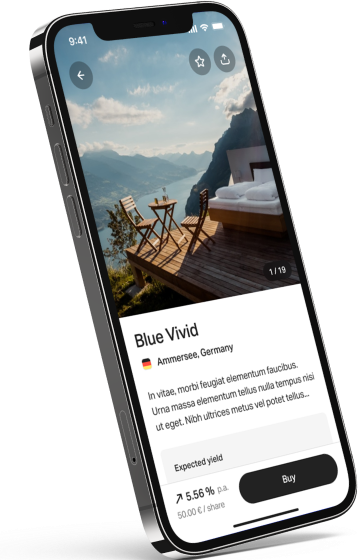 9:41
1 / 19
Blue Vivid
Ammersee, Germany
In vitae, morbi feugiat elementum faucibus.
Urna massa elementum tellus nulla tempus nisi
ut eget. Nibh ultrices metus vel potet tellus...
Expected yield
5.56 % p.a.
50.00 € / share
Buy